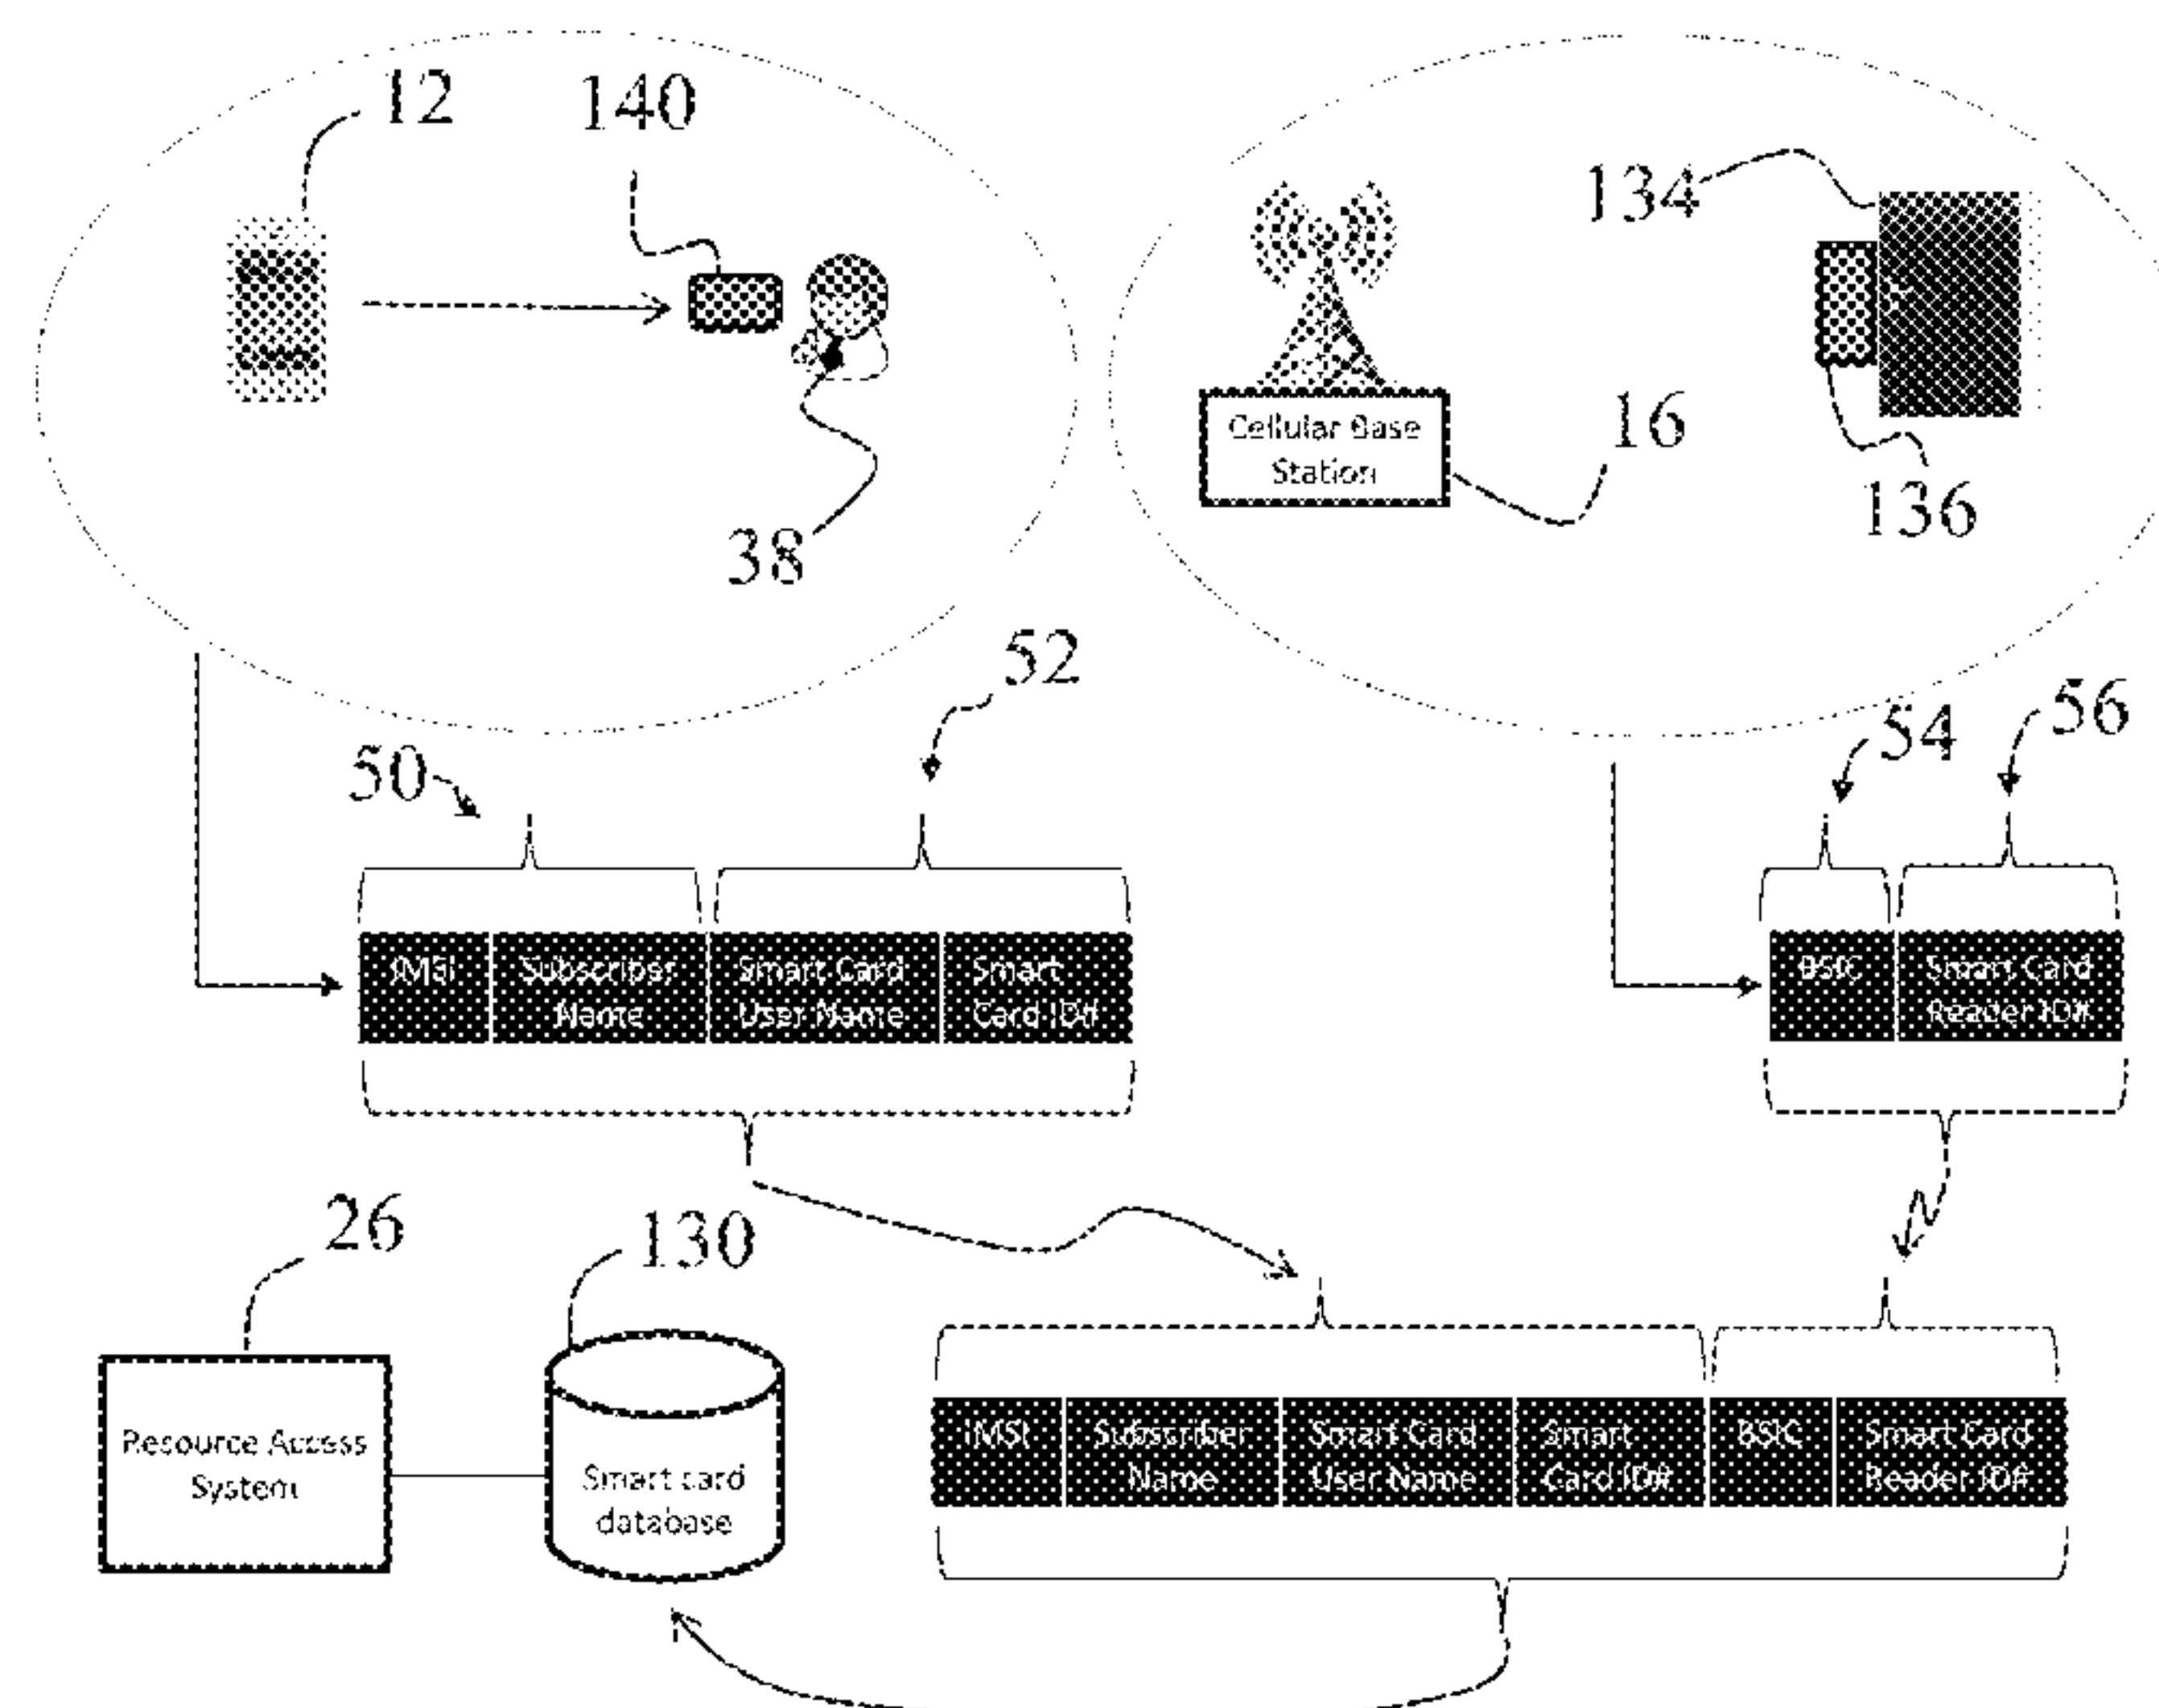 12
140
134
Cellular Base
Station
16
136
38
52
54
56
50
IMSI
Subscriber
Name
Smart Card
User Name
Smart
Card ID#
BSIC
Smart Card
Reader ID#
26
130
Resource Access
System
Smart card
database
IMSI
Subscriber
Name
Smart Card
User Name
Smart
Card ID#
BSIC
Smart Card
Reader ID#